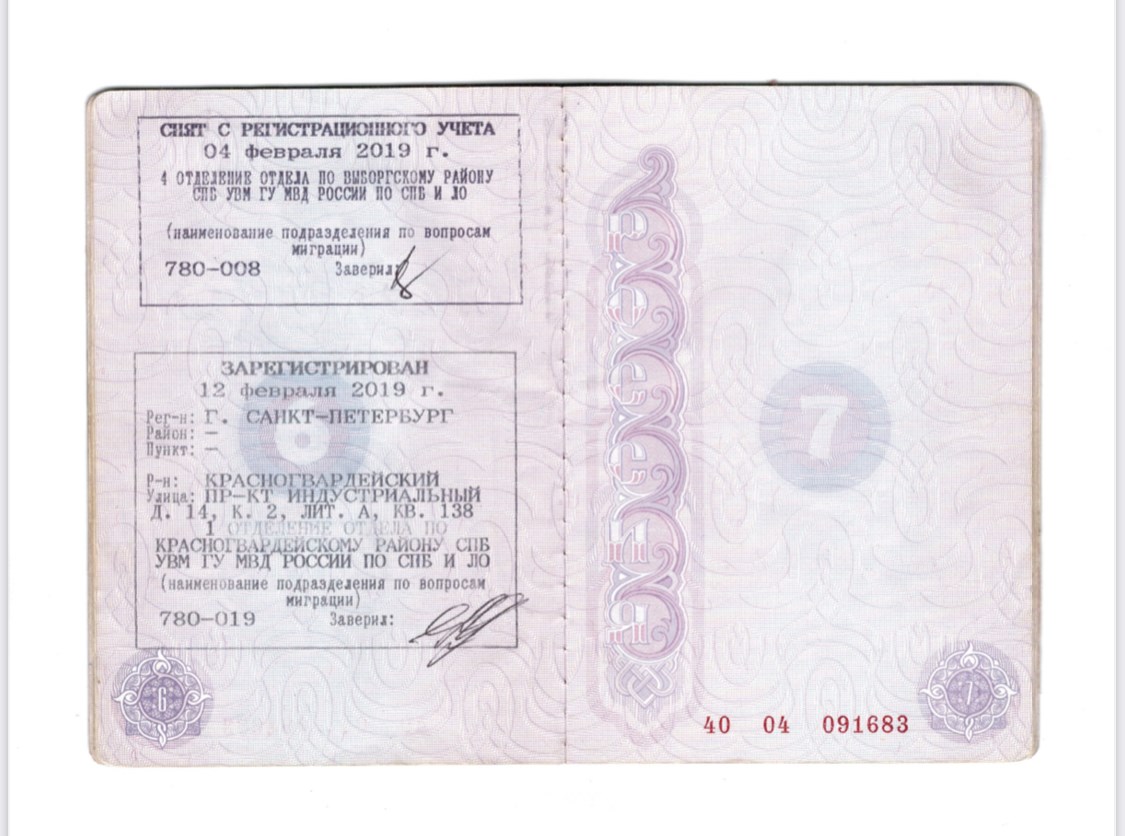 СНЯТ С РЕГИСТРАЦИОННОГО УЧЕТА
04 февраля 2019 г.
4 ОТДЕЛЕНИЕ ОТДЕЛА ПО ВЫБОРГСКОМУ РАЙОНУ
СПБ УВМ ГУ МВД РОССИИ ПО СПБ И ЛО
(наименование подразделения по вопросам
миграции)
780-008 Заверил:
ЗАРЕГИСТРИРОВАН
12 февраля 2019 г.
Рег-н: Г. САНКТ-ПЕТЕРБУРГ
Район: —
Пункт: —
Р-н: КРАСНОГВАРДЕЙСКИЙ
Улица: ПР-КТ ИНДУСТРИАЛЬНЫЙ
Д. 14, К. 2, ЛИТ. А, КВ. 138
1 ОТДЕЛЕНИЕ ОТДЕЛА ПО
КРАСНОГВАРДЕЙСКОМУ РАЙОНУ СПБ
УВМ ГУ МВД РОССИИ ПО СПБ И ЛО
(наименование подразделения по вопросам
миграции)
780-019 Заверил:
6
6
7
7
40 04 091683